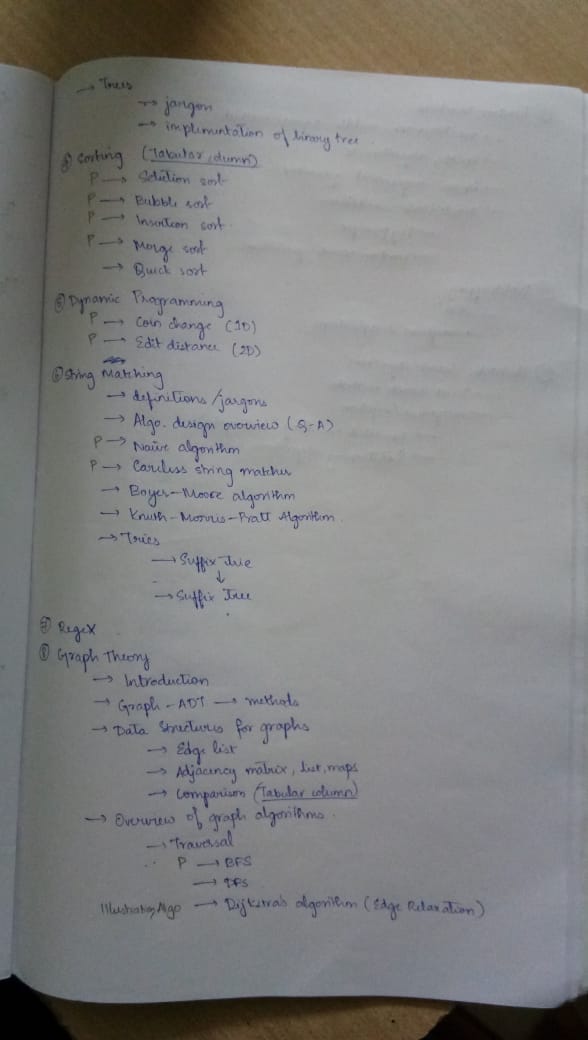 → Trees
→ jargon
→ implementation of binary tree
Sorting (Tabular column)
P → Selection sort
P → Bubble sort
P → Insertion sort
P → Merge sort
→ Quick sort
⑤ Dynamic Programming
P → Coin change (1D)
P → Edit distance (2D)
⑥ String Matching
→ definitions/jargons
→ Algo. design overview (Q-A)
P → Naive algorithm
P → Careless string matcher
→ Boyer-Moore algorithm
→ Knuth-Morris-Pratt Algorithm.
→ Tries
→ Suffix Trie
↓
→ Suffix Tree
⑦ RegeX
⑧ Graph Theory
→ Introduction
→ Graph-ADT → methods
→ Data Structures for graphs
→ Edge list
→ Adjacency matrix, list, maps
→ Comparison (Tabular column)
→ Overview of graph algorithms.
→ Traversal
P → BFS
→ DFS
Illustration, Algo → Dijkstra's algorithm (Edge Relaxation)